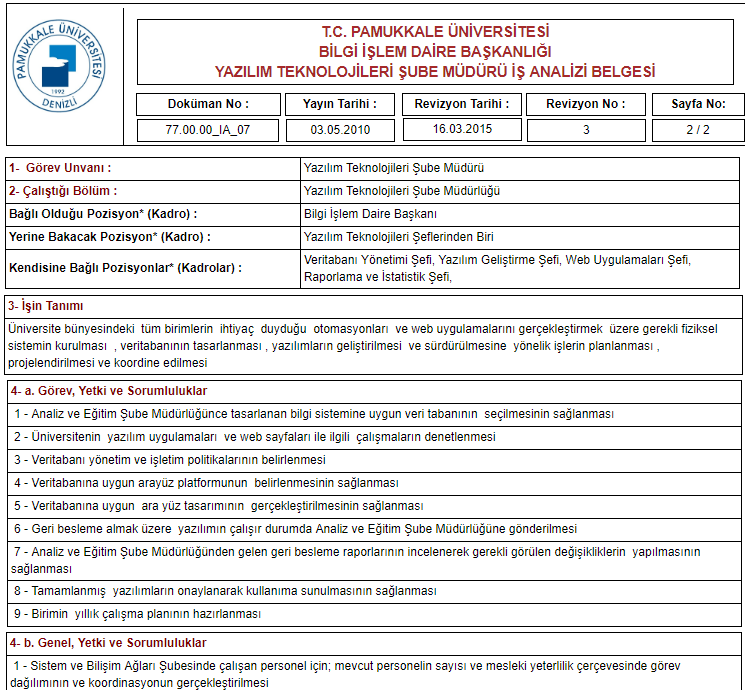 PAMUKKALE ÜNİVERSİTESİ
1992
DENİZLİ
T.C. PAMUKKALE ÜNİVERSİTESİ
BİLGİ İŞLEM DAİRE BAŞKANLIĞI
YAZILIM TEKNOLOJİLERİ ŞUBE MÜDÜRÜ İŞ ANALİZİ BELGESİ
Doküman No : Yayın Tarihi : Revizyon Tarihi : Revizyon No : Sayfa No:
77.00.00_IA_07 03.05.2010 16.03.2015 3 2 / 2
1- Görev Unvanı : Yazılım Teknolojileri Şube Müdürü
2- Çalıştığı Bölüm : Yazılım Teknolojileri Şube Müdürlüğü
Bağlı Olduğu Pozisyon* (Kadro) : Bilgi İşlem Daire Başkanı
Yerine Bakacak Pozisyon* (Kadro) : Yazılım Teknolojileri Şeflerinden Biri
Kendisine Bağlı Pozisyonlar* (Kadrolar) : Veritabanı Yönetimi Şefi, Yazılım Geliştirme Şefi, Web Uygulamaları Şefi,
Raporlama ve İstatistik Şefi,
3- İşin Tanımı
Üniversite bünyesindeki tüm birimlerin ihtiyaç duyduğu otomasyonları ve web uygulamalarını gerçekleştirmek üzere gerekli fiziksel
sistemin kurulması , veritabanının tasarlanması , yazılımların geliştirilmesi ve sürdürülmesine yönelik işlerin planlanması ,
projelendirilmesi ve koordine edilmesi
4- a. Görev, Yetki ve Sorumluluklar
1 - Analiz ve Eğitim Şube Müdürlüğünce tasarlanan bilgi sistemine uygun veri tabanının seçilmesinin sağlanması
2 - Üniversitenin yazılım uygulamaları ve web sayfaları ile ilgili çalışmaların denetlenmesi
3 - Veritabanı yönetim ve işletim politikalarının belirlenmesi
4 - Veritabanına uygun arayüz platformunun belirlenmesinin sağlanması
5 - Veritabanına uygun ara yüz tasarımının gerçekleştirilmesinin sağlanması
6 - Geri besleme almak üzere yazılımın çalışır durumda Analiz ve Eğitim Şube Müdürlüğüne gönderilmesi
7 - Analiz ve Eğitim Şube Müdürlüğünden gelen geri besleme raporlarının incelenerek gerekli görülen değişikliklerin yapılmasının
sağlanması
8 - Tamamlanmış yazılımların onaylanarak kullanıma sunulmasının sağlanması
9 - Birimin yıllık çalışma planının hazırlanması
4- b. Genel, Yetki ve Sorumluluklar
1 - Sistem ve Bilişim Ağları Şubesinde çalışan personel için; mevcut personelin sayısı ve mesleki yeterlilik çerçevesinde görev
dağılımının ve koordinasyonun gerçekleştirilmesi